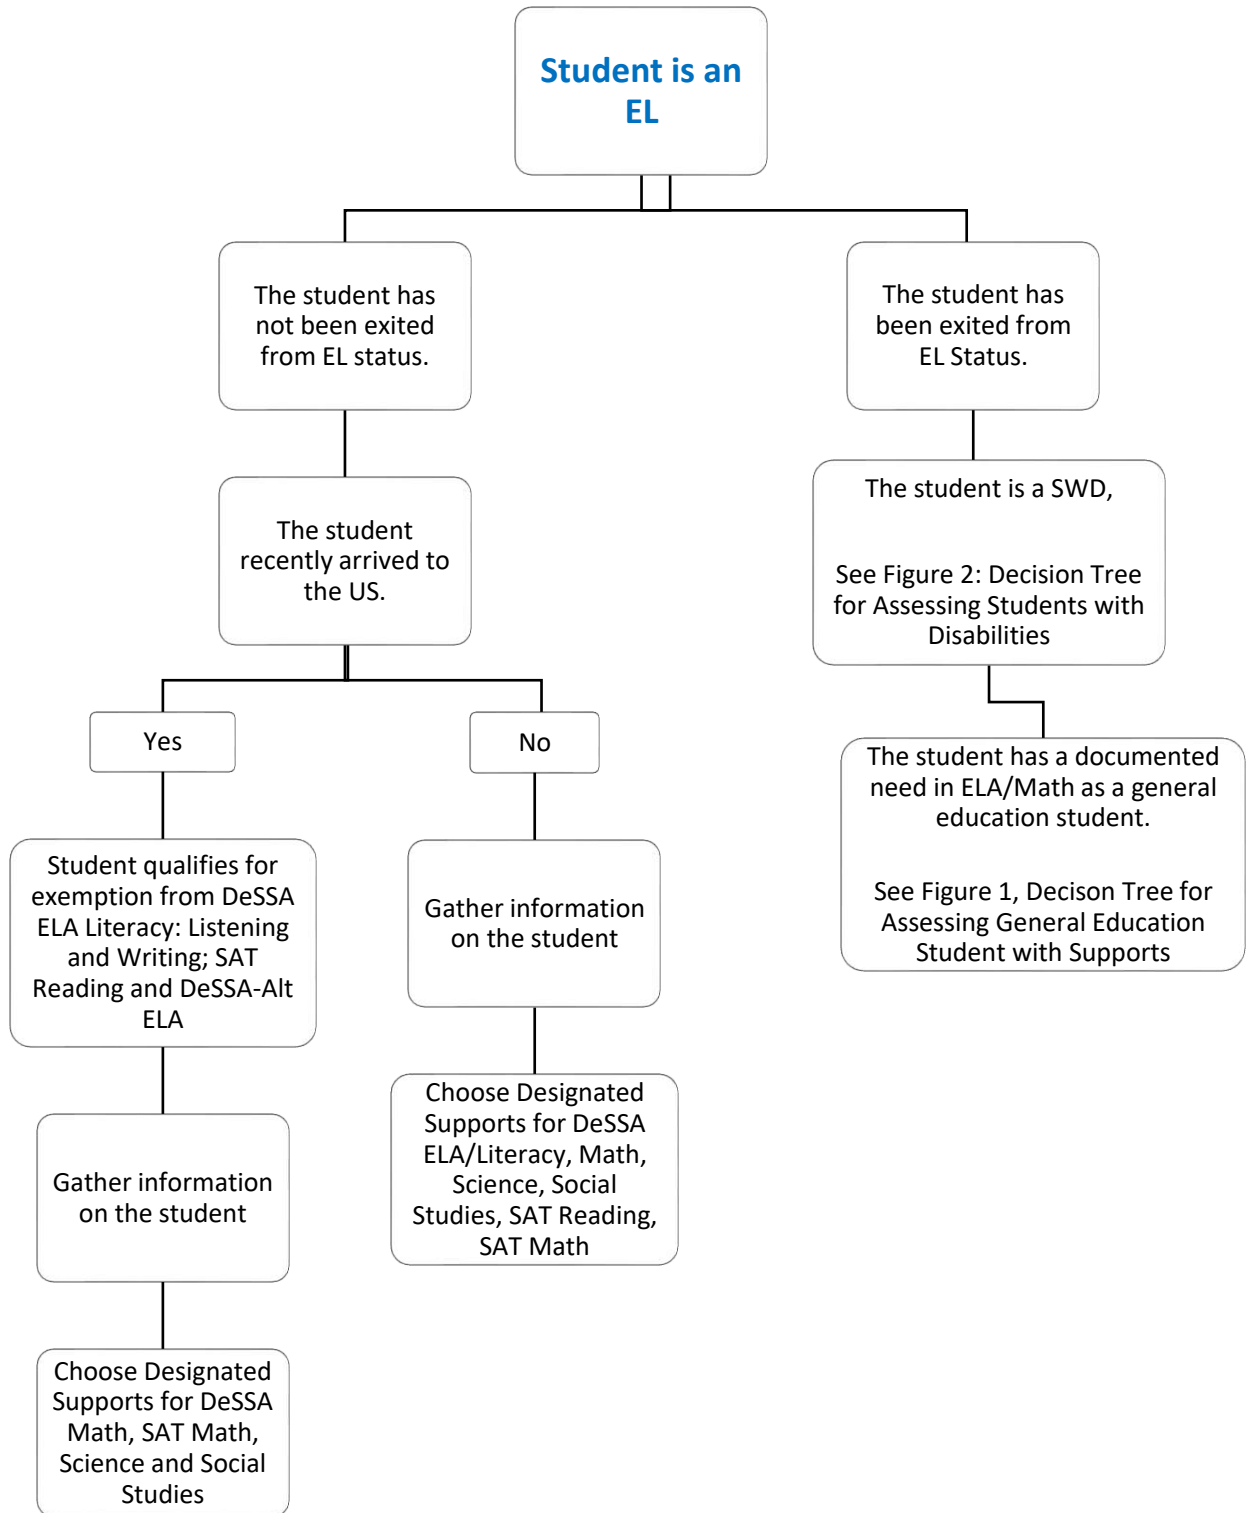 Student is an
EL
The student has
not been exited
from EL status.
The student has
been exited from
EL Status.
The student
recently arrived to
the US.
The student is a SWD,
See Figure 2: Decision Tree
for Assessing Students with
Disabilities
Yes
No
The student has a documented
need in ELA/Math as a general
education student.
See Figure 1, Decison Tree for
Assessing General Education
Student with Supports
Student qualifies for
exemption from DeSSA
ELA Literacy: Listening
and Writing; SAT
Reading and DeSSA-Alt
ELA
Gather information
on the student
Choose Designated
Supports for DeSSA
ELA/Literacy, Math,
Science, Social
Studies, SAT Reading,
SAT Math
Gather information
on the student
Choose Designated
Supports for DeSSA
Math, SAT Math,
Science and Social
Studies